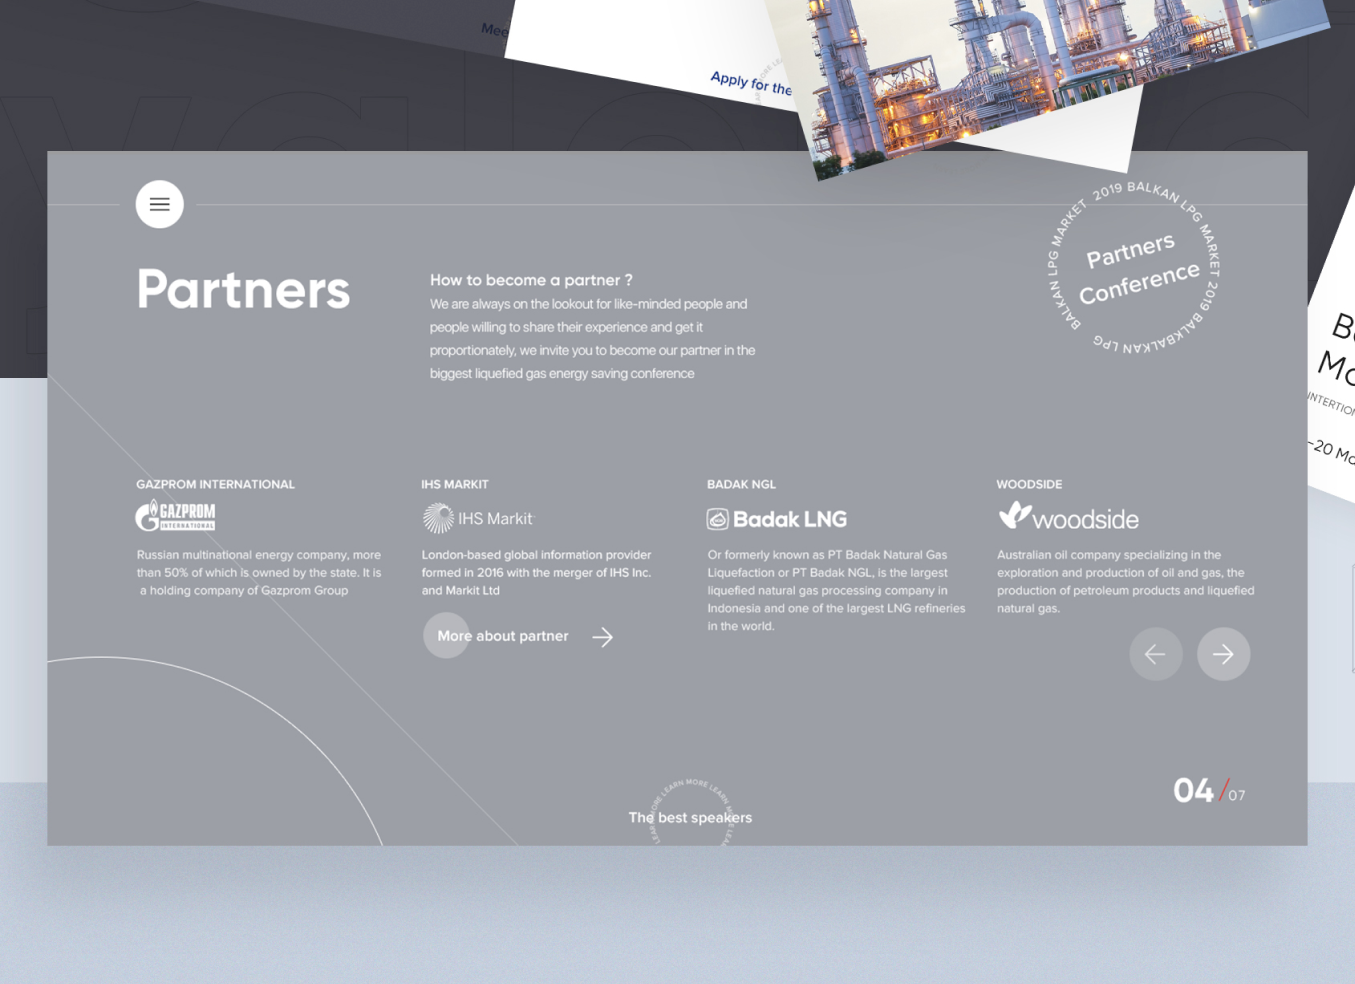 Apply for the
2019 BALKAN LPG MARKET 2019 BALKAN
BALKAN LPG
BALKAN LPG MARKET
Partners
Conference
Partners
How to become a partner ?
We are always on the lookout for like-minded people and
people willing to share their experience and get it
proportionately, we invite you to become our partner in the
biggest liquefied gas energy saving conference
–20
GAZPROM INTERNATIONAL
GAZPROM
INTERNATIONAL
Russian multinational energy company, more
than 50% of which is owned by the state. It is
a holding company of Gazprom Group
IHS MARKIT
IHS Markit
London-based global information provider
formed in 2016 with the merger of IHS Inc.
and Markit Ltd
More about partner
BADAK NGL
Badak LNG
Or formerly known as PT Badak Natural Gas
Liquefaction or PT Badak NGL, is the largest
liquefied natural gas processing company in
Indonesia and one of the largest LNG refineries
in the world.
WOODSIDE
woodside
Australian oil company specializing in the
exploration and production of oil and gas, the
production of petroleum products and liquefied
natural gas.
LEARN MORE LEARN MORE
The best speakers
04 /07